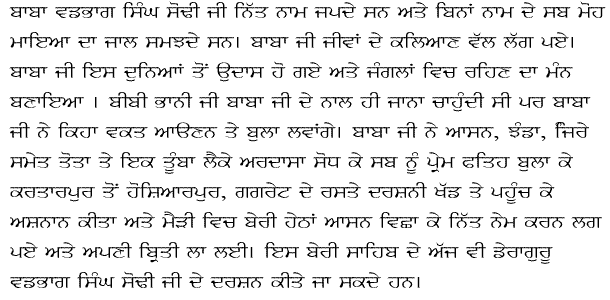 ਬਾਬਾ ਵਡਭਾਗ ਸਿੰਘ ਸੋਢੀ ਜੀ ਨਿੱਤ ਨਾਮ ਜਪਦੇ ਸਨ ਅਤੇ ਬਿਨਾਂ ਨਾਮ ਦੇ ਸਬ ਮੋਹ
ਮਾਇਆ ਦਾ ਜਾਲ ਸਮਝਦੇ ਸਨ। ਬਾਬਾ ਜੀ ਜੀਵਾਂ ਦੇ ਕਲਿਆਣ ਵੱਲ ਲੱਗ ਪਏ।
ਬਾਬਾ ਜੀ ਇਸ ਦੁਨਿਆਂ ਤੋਂ ਉਦਾਸ ਹੋ ਗਏ ਅਤੇ ਜੰਗਲਾਂ ਵਿਚ ਰਹਿਣ ਦਾ ਮੰਨ
ਬਣਾਇਆ । ਬੀਬੀ ਭਾਨੀ ਜੀ ਬਾਬਾ ਜੀ ਦੇ ਨਾਲ ਹੀ ਜਾਨਾ ਚਾਹੁੰਦੀ ਸੀ ਪਰ ਬਾਬਾ
ਜੀ ਨੇ ਕਿਹਾ ਵਕਤ ਆੳਣਨ ਤੇ ਬੁਲਾ ਲਵਾਂਗੇ। ਬਾਬਾ ਜੀ ਨੇ ਆਸਨ, ਝੰਡਾ, ਜਿੰਰੇ
ਸਮੇਤ ਤੋਤਾ ਤੇ ਇਕ ਤੂੰਬਾ ਲੈਕੇ ਅਰਦਾਸਾ ਸੋਧ ਕੇ ਸਬ ਨੂੰ ਪ੍ਰੇਮ ਫਤਿਹ ਬੁਲਾ ਕੇ
ਕਰਤਾਰਪੁਰ ਤੋਂ ਹੋਸ਼ਿਆਰਪੁਰ, ਗਗਰੇਟ ਦੇ ਰਸਤੇ ਦਰਸ਼ਨੀ ਖੱਡ ਤੇ ਪਹੂੰਚ ਕੇ
ਅਸ਼ਨਾਨ ਕੀਤਾ ਅਤੇ ਮੈੜੀ ਵਿਚ ਬੇਰੀ ਹੇਠਾਂ ਆਸਨ ਵਿਛਾ ਕੇ ਨਿੱਤ ਨੇਮ ਕਰਨ ਲਗ
ਪਏ ਅਤੇ ਅਪਣੀ ਬ੍ਰਿਤੀ ਲਾ ਲਈ। ਇਸ ਬੇਰੀ ਸਾਹਿਬ ਦੇ ਅੱਜ ਵੀ ਡੇਰਾਗੁਰੂ
ਵਡਭਾਗ ਸਿੰਘ ਸੋਢੀ ਜੀ ਦੇ ਦਰਸ਼ਨ ਕੀਤੇ ਜਾ ਸਕਦੇ ਹਨ।